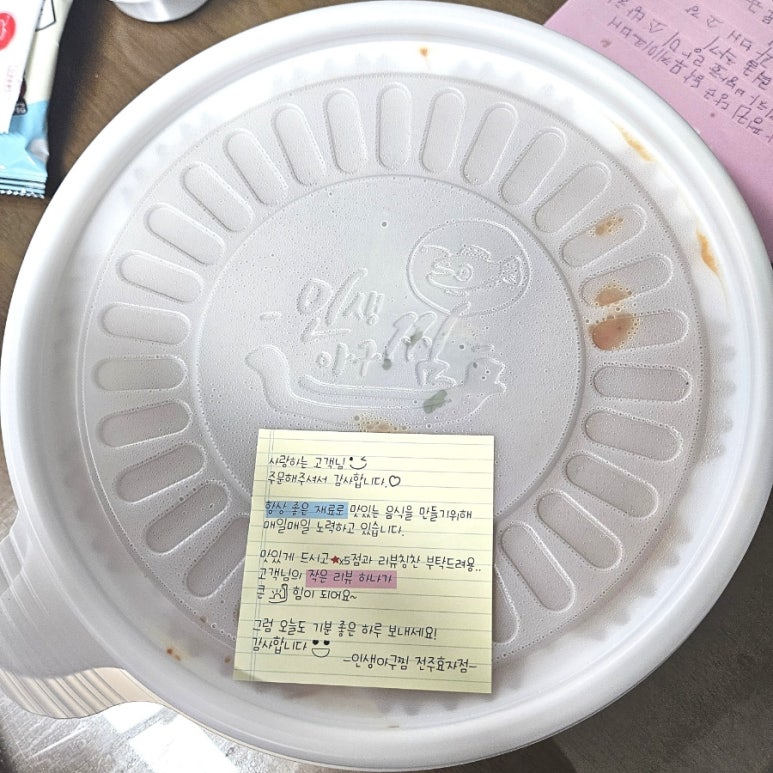 인생
아구찜
사랑하는 고객님
주문해주셔서 감사합니다.♡
항상 좋은 재료로 맛있는 음식을 만들기위해
매일매일 노력하고 있습니다.
맛있게 드시고 ★x5점과 리뷰칭찬 부탁드려용..
고객님의 작은 리뷰 하나가
큰 힘이 되어요~
그럼 오늘도 기분 좋은 하루 보내세요!
감사합니다
-인생아구찜 전주효자점-